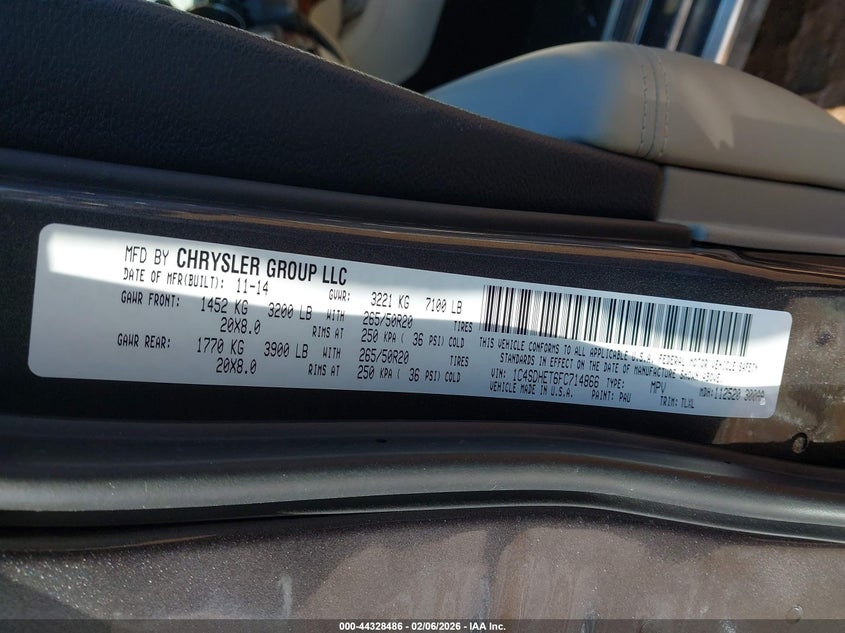 MFD BY CHRYSLER GROUP LLC
DATE OF MFR(BUILT): 11-14 GVWR: 3221 KG 7100 LB
GAWR FRONT: 1452 KG 3200 LB WITH 265/50R20 TIRES
20X8.0 RIMS AT 250 KPA ( 36 PSI) COLD
GAWR REAR: 1770 KG 3900 LB WITH 265/50R20 TIRES
20X8.0 RIMS AT 250 KPA ( 36 PSI) COLD
THIS VEHICLE CONFORMS TO ALL APPLICABLE U.S.A. FEDERAL MOTOR VEHICLE SAFETY
STANDARDS IN EFFECT ON THE DATE OF MANUFACTURE SHOWN ABOVE
VIN: 1C4SDHET6FC714866 TYPE: MPV MDH: 112520
VEHICLE MADE IN U.S.A. PAINT: PAU TRIM: TLXL
000-44328486 - 02/06/2026 - IAA Inc.